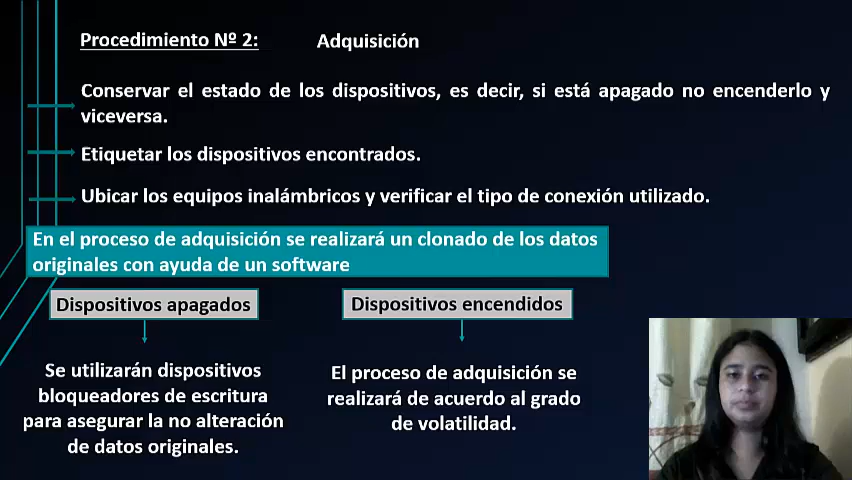 Procedimiento Nº 2: Adquisición
Conservar el estado de los dispositivos, es decir, si está apagado no encenderlo y
viceversa.
Etiquetar los dispositivos encontrados.
Ubicar los equipos inalámbricos y verificar el tipo de conexión utilizado.
En el proceso de adquisición se realizará un clonado de los datos
originales con ayuda de un software
Dispositivos apagados
Se utilizarán dispositivos
bloqueadores de escritura
para asegurar la no alteración
de datos originales.
Dispositivos encendidos
El proceso de adquisición se
realizará de acuerdo al grado
de volatilidad.